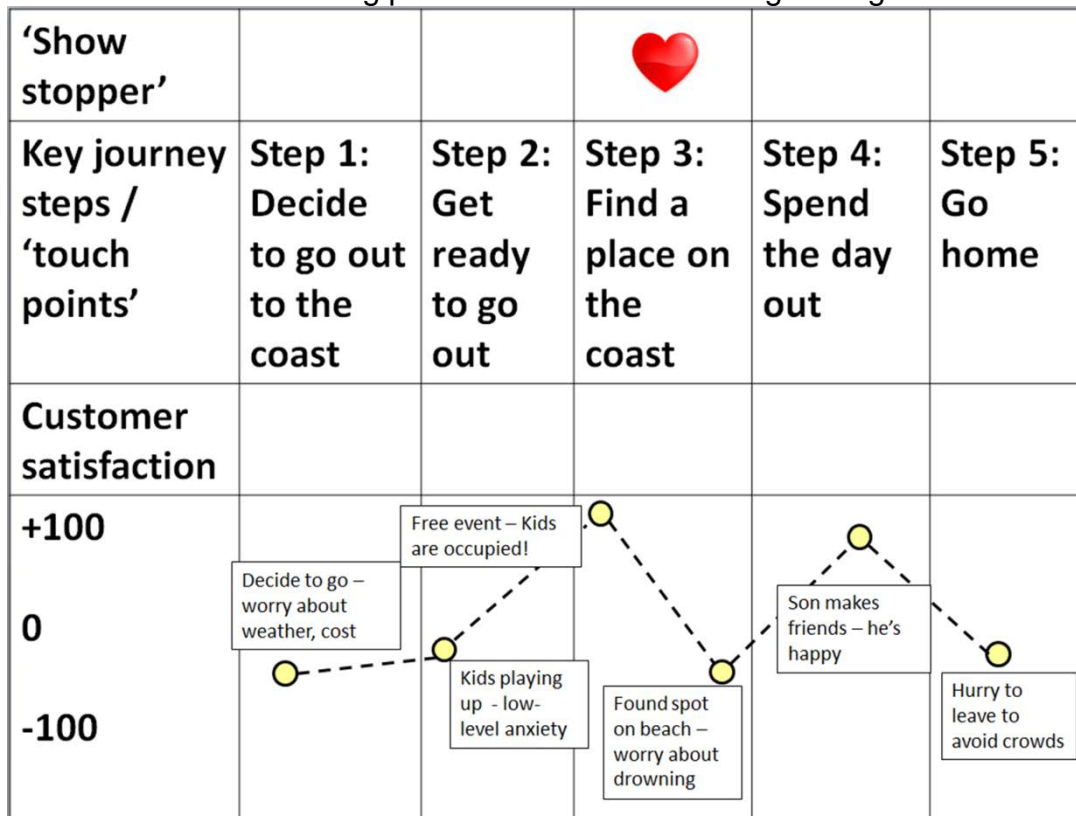 ‘Show
stopper’
Key journey
steps /
‘touch
points’
Step 1:
Decide
to go out
to the
coast
Step 2:
Get
ready
to go
out
Step 3:
Find a
place on
the
coast
Step 4:
Spend
the day
out
Step 5:
Go
home
Customer
satisfaction
+100
0
-100
Decide to go –
worry about
weather, cost
Free event – Kids
are occupied!
Kids playing
up - low-
level anxiety
Found spot
on beach –
worry about
drowning
Son makes
friends – he’s
happy
Hurry to
leave to
avoid crowds